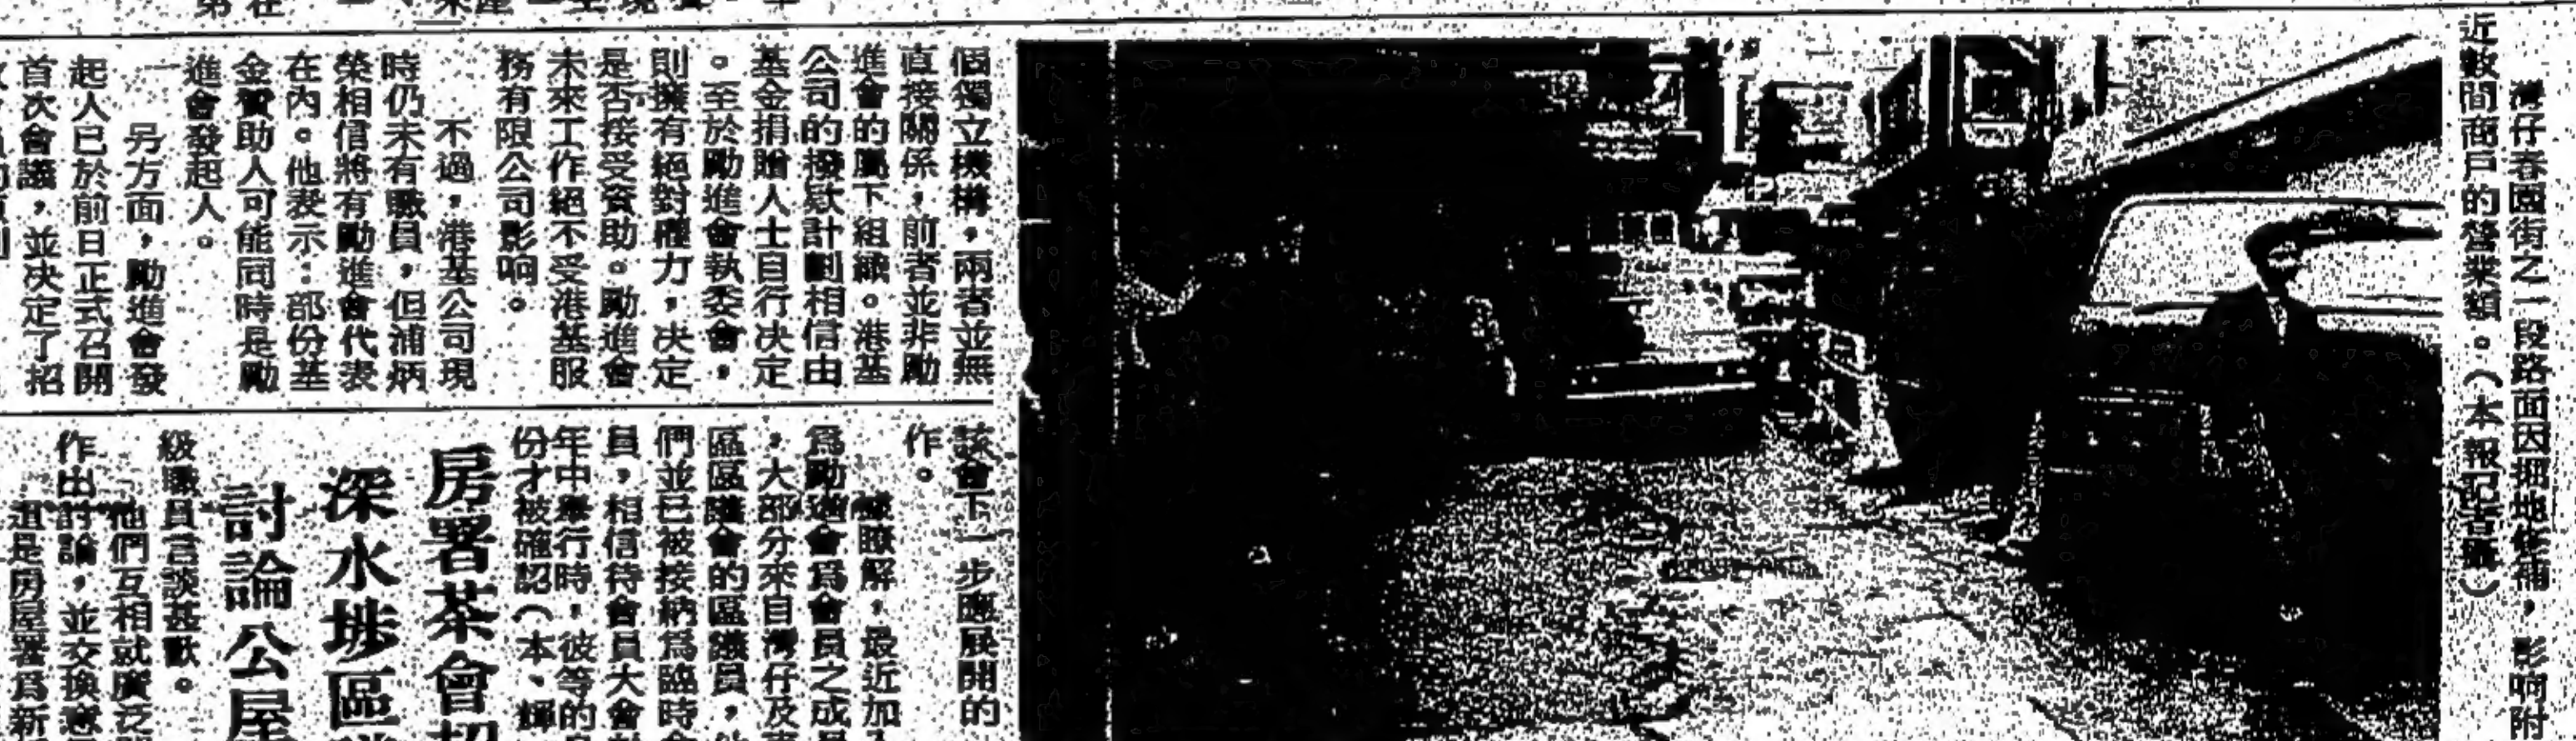 灣仔春園街之一段路面因掘地修補，影响附
近數間商戶的營業額。（本報記者攝）
個獨立機構，兩者並無
直接關係，前者並非勵
進會的屬下組織。港基
公司的撥欵計劃相信由
基金捐贈人士自行决定
。至於勵進會執委會，
則擁有絕對權力，决定
是否接受資助。勵進會
未來工作絕不受港基服
務有限公司影响。
不過，港基公司現
時仍未有職員，但浦炳
榮相信將有勵進會代表
在內。他表示：部份基
金贊助人可能同時是勵
進會發起人。
另方面，勵進會發
起人已於前日正式召開
首次會議，並决定了招
該會下一步應展開的
作。
據瞭解，最近加
爲勵進會爲會員之成
，大部分來自灣仔及
區區議會的區議員，
們並已被接納爲臨時
員，相信待會員大會
年中舉行時，彼等的
份才被確認（本、輝
房署茶會
深水埗區
討論公屋
級職員言談甚歡。
他們互相就廣泛
作出討論，並交換意
這是房屋署爲新